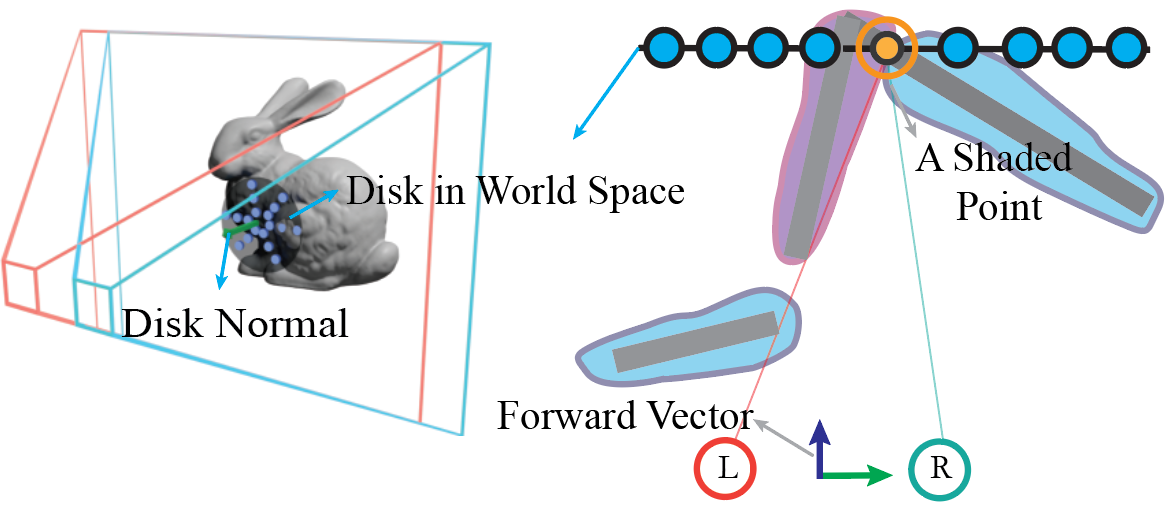 Disk in World Space
Disk Normal
A Shaded
Point
Forward Vector
L
R